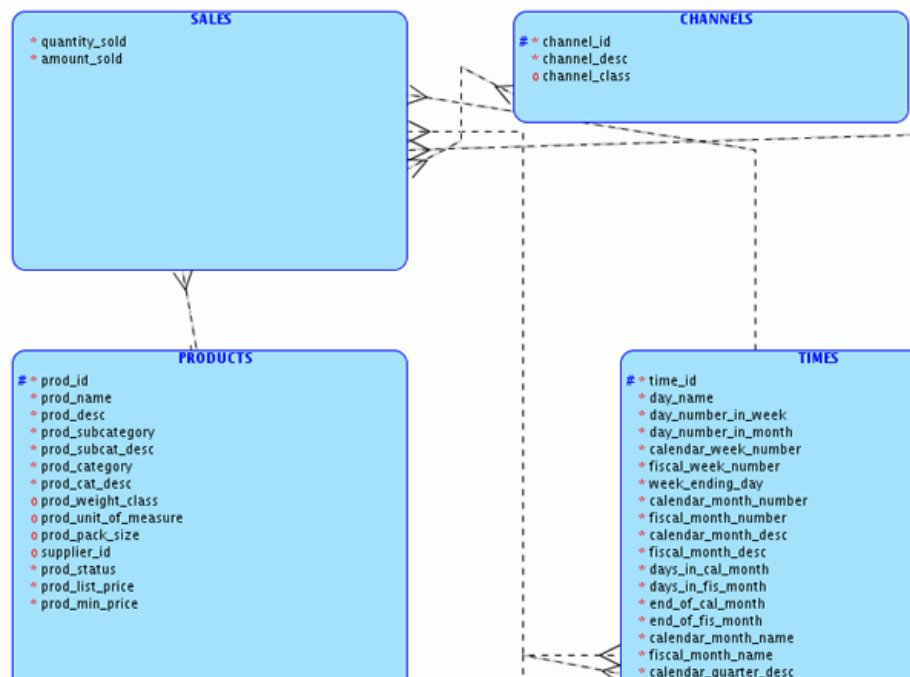 SALES
* quantity_sold
* amount_sold
CHANNELS
# * channel_id
* channel_desc
o channel_class
PRODUCTS
# * prod_id
* prod_name
* prod_desc
* prod_subcategory
* prod_subcat_desc
* prod_category
* prod_cat_desc
o prod_weight_class
o prod_unit_of_measure
o prod_pack_size
o supplier_id
* prod_status
* prod_list_price
* prod_min_price
TIMES
# * time_id
* day_name
* day_number_in_week
* day_number_in_month
* calendar_week_number
* fiscal_week_number
* week_ending_day
* calendar_month_number
* fiscal_month_number
* calendar_month_desc
* fiscal_month_desc
* days_in_cal_month
* days_in_fis_month
* end_of_cal_month
* end_of_fis_month
* calendar_month_name
* fiscal_month_name
* calendar_quarter_desc